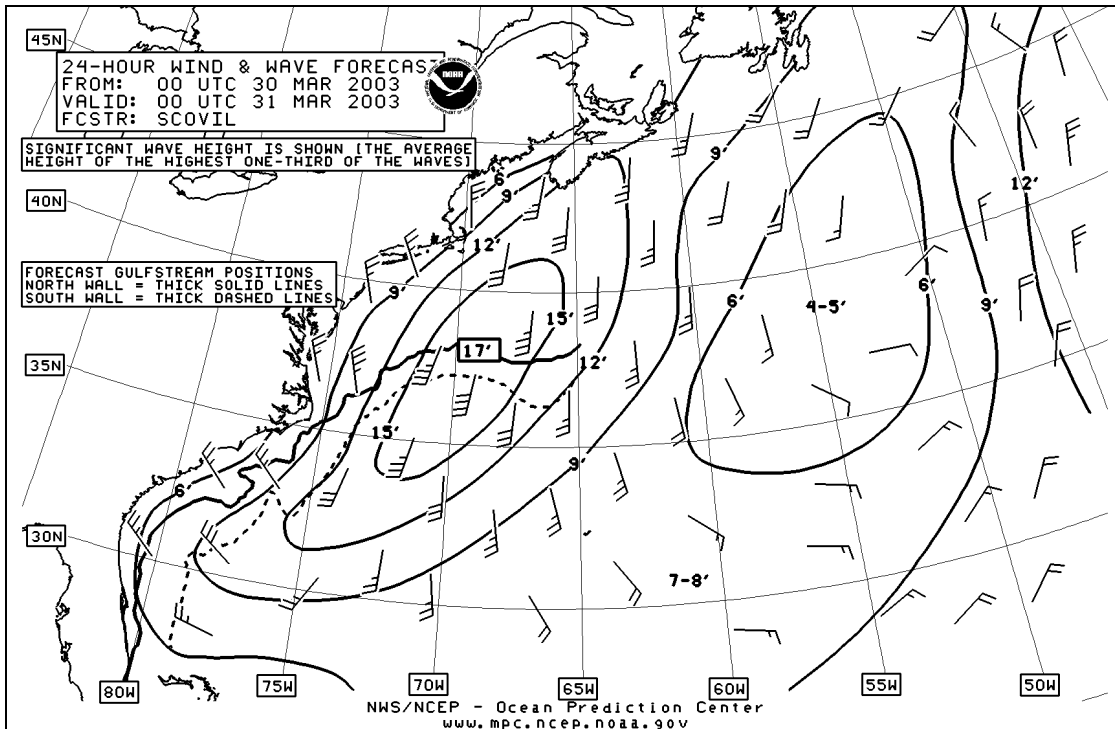 45N
24-HOUR WIND & WAVE FORECAST
FROM: 00 UTC 30 MAR 2003
VALID: 00 UTC 31 MAR 2003
FCSTR: SCOVIL
NOAA
SIGNIFICANT WAVE HEIGHT IS SHOWN (THE AVERAGE
HEIGHT OF THE HIGHEST ONE-THIRD OF THE WAVES)
9'
6'
12'
40N
9'
12'
FORECAST GULFSTREAM POSITIONS
NORTH WALL = THICK SOLID LINES
SOUTH WALL = THICK DASHED LINES
9'
6'
6'
4-5'
9'
15'
17'
35N
12'
15'
9'
6'
30N
7-8'
80W
75W
70W
65W
60W
55W
50W
NWS/NCEP - Ocean Prediction Center
www.mpc.ncep.noaa.gov